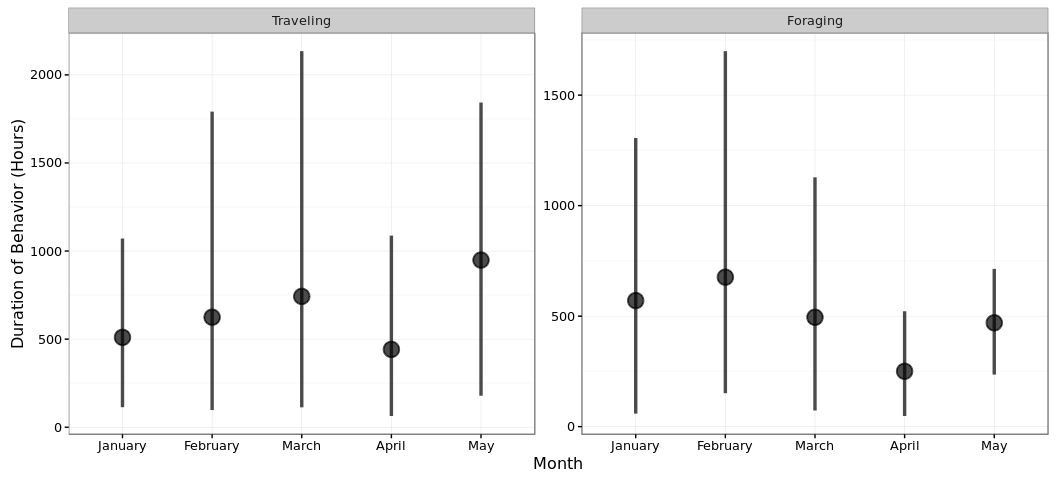 Traveling
Foraging
Duration of Behavior (Hours)
2000
1500
1000
500
0
1500
1000
500
0
January February March April May
January February March April May
Month